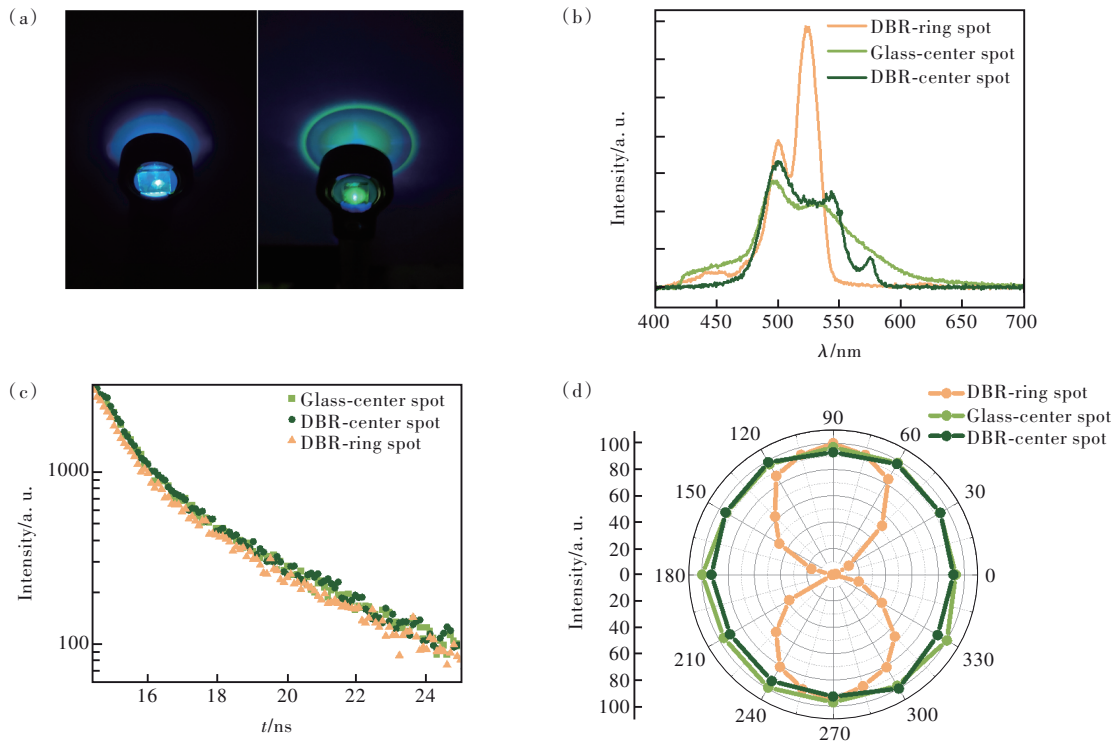 (a)
(b)
DBR-ring spot
Glass-center spot
DBR-center spot
Intensity/a. u.
400
450
500
550
600
650
700
λ/nm
(c)
Glass-center spot
DBR-center spot
DBR-ring spot
1000
100
Intensity/a. u.
16
18
20
22
24
t/ns
(d)
DBR-ring spot
Glass-center spot
DBR-center spot
100
80
60
40
20
0
20
40
60
80
100
Intensity/a. u.
90
60
30
0
330
300
270
240
210
180
150
120